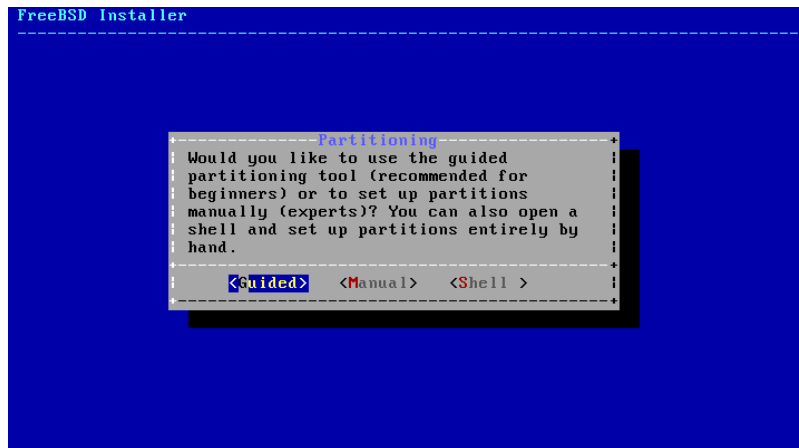 FreeBSD Installer
Partitioning
Would you like to use the guided
partitioning tool (recommended for
beginners) or to set up partitions
manually (experts)? You can also open a
shell and set up partitions entirely by
hand.
<Guided> <Manual> <Shell >